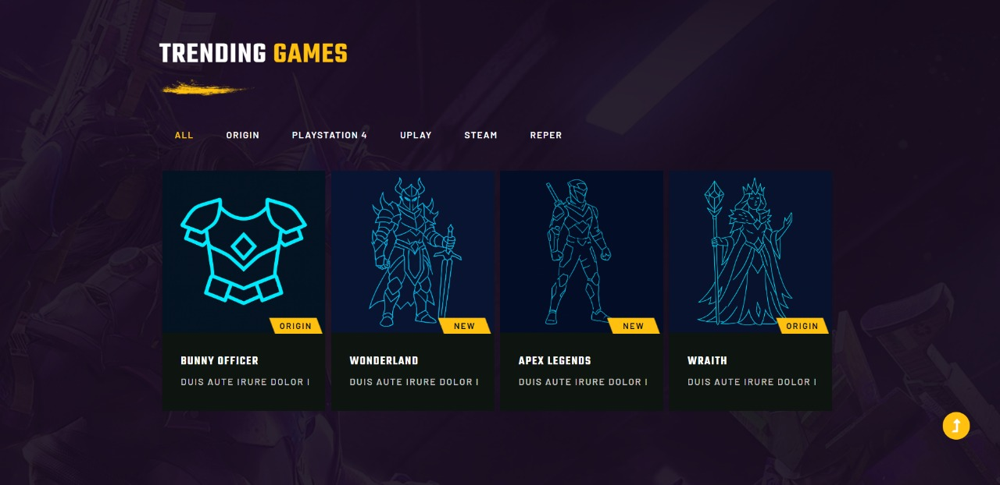 TRENDING GAMES
ALL ORIGIN PLAYSTATION 4 UPLAY STEAM REPER
ORIGIN NEW NEW ORIGIN
BUNNY OFFICER WONDERLAND APEX LEGENDS WRAITH
DUIS AUTE IRURE DOLOR I DUIS AUTE IRURE DOLOR I DUIS AUTE IRURE DOLOR I DUIS AUTE IRURE DOLOR I